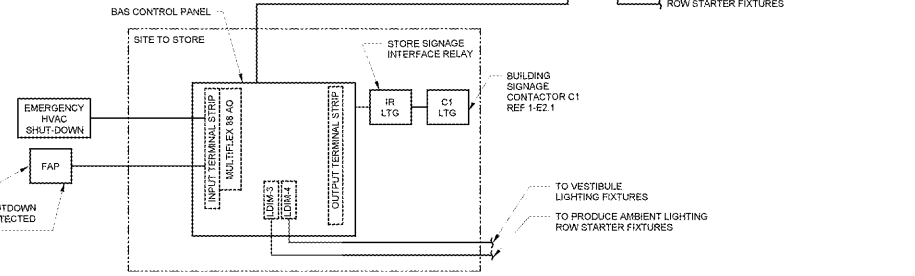 ROW STARTER FIXTURES
BAS CONTROL PANEL
SITE TO STORE
STORE SIGNAGE
INTERFACE RELAY
BUILDING
SIGNAGE
CONTACTOR C1
REF 1-E2.1
IR
LTG
C1
LTG
EMERGENCY
HVAC
SHUT-DOWN
FAP
INPUT TERMINAL STRIP
MULTIFLEX 88 AO
OUTPUT TERMINAL STRIP
LDIM-3
LDIM-4
TO VESTIBULE
LIGHTING FIXTURES
TO PRODUCE AMBIENT LIGHTING
ROW STARTER FIXTURES
TDOWN
TECTED